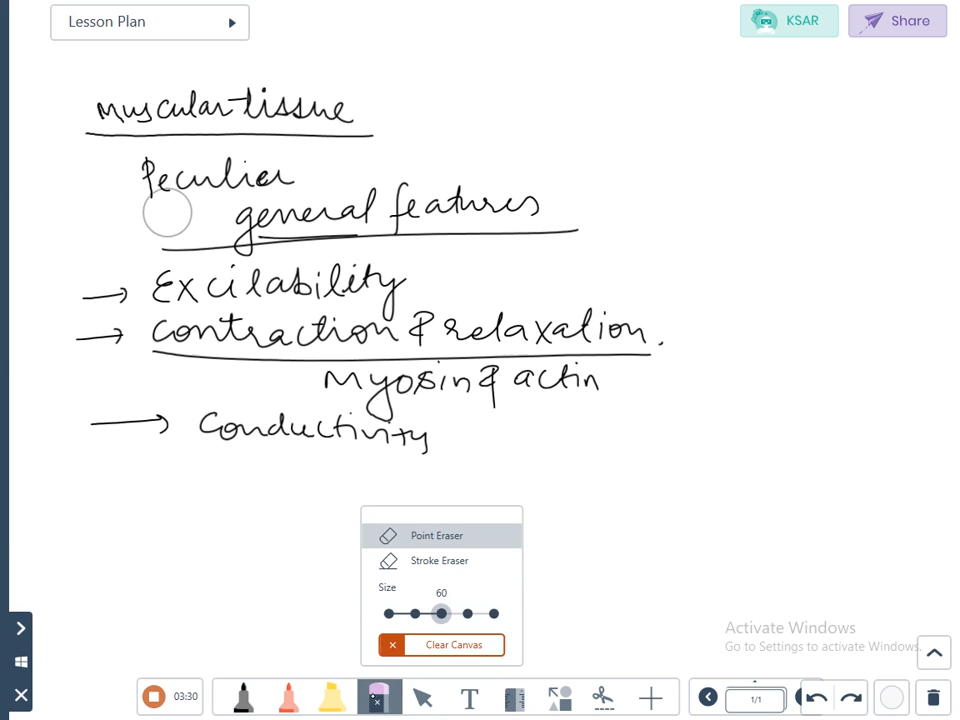 Lesson Plan
KSAR
Share
Muscular tissue
Peculier
general features
→ Excitability
→ Contraction & relaxation.
Myosin & actin
→ Conductivity
Point Eraser
Stroke Eraser
Size
60
Clear Canvas
Activate Windows
Go to Settings to activate Windows.
03:30
T
1/1